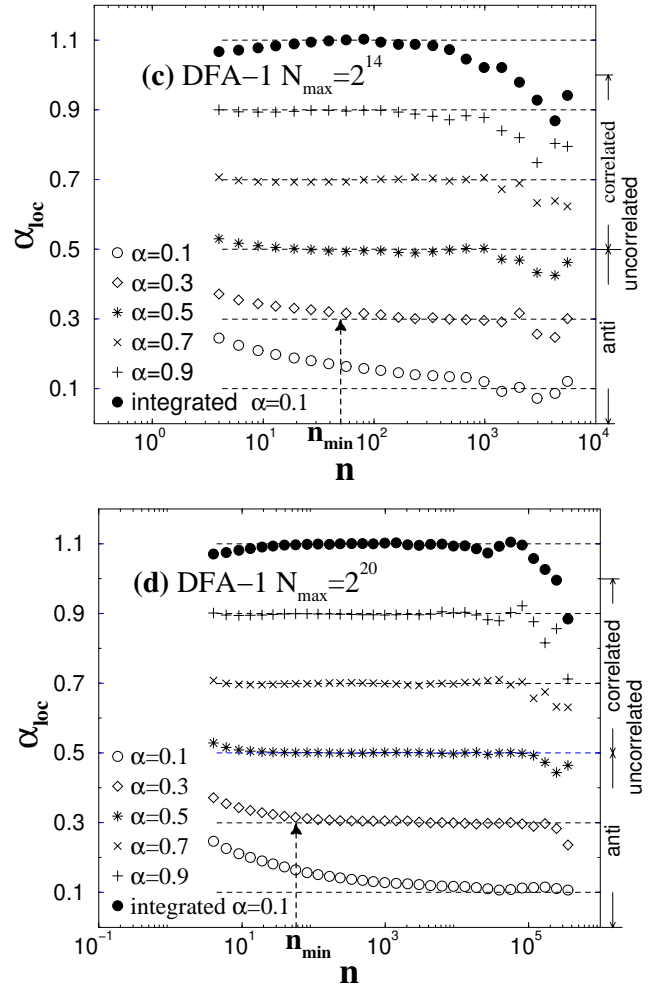 1.1
(c) DFA−1 N_max=2^14
0.9
0.7
α_loc
0.5
0.3
0.1
α=0.1
α=0.3
α=0.5
α=0.7
α=0.9
integrated α=0.1
n_min
correlated
uncorrelated
anti
10^0 10^1 10^2 10^3 10^4
n
1.1
(d) DFA−1 N_max=2^20
0.9
0.7
α_loc
0.5
0.3
0.1
α=0.1
α=0.3
α=0.5
α=0.7
α=0.9
integrated α=0.1
n_min
correlated
uncorrelated
anti
10^−1 10^1 10^3 10^5
n